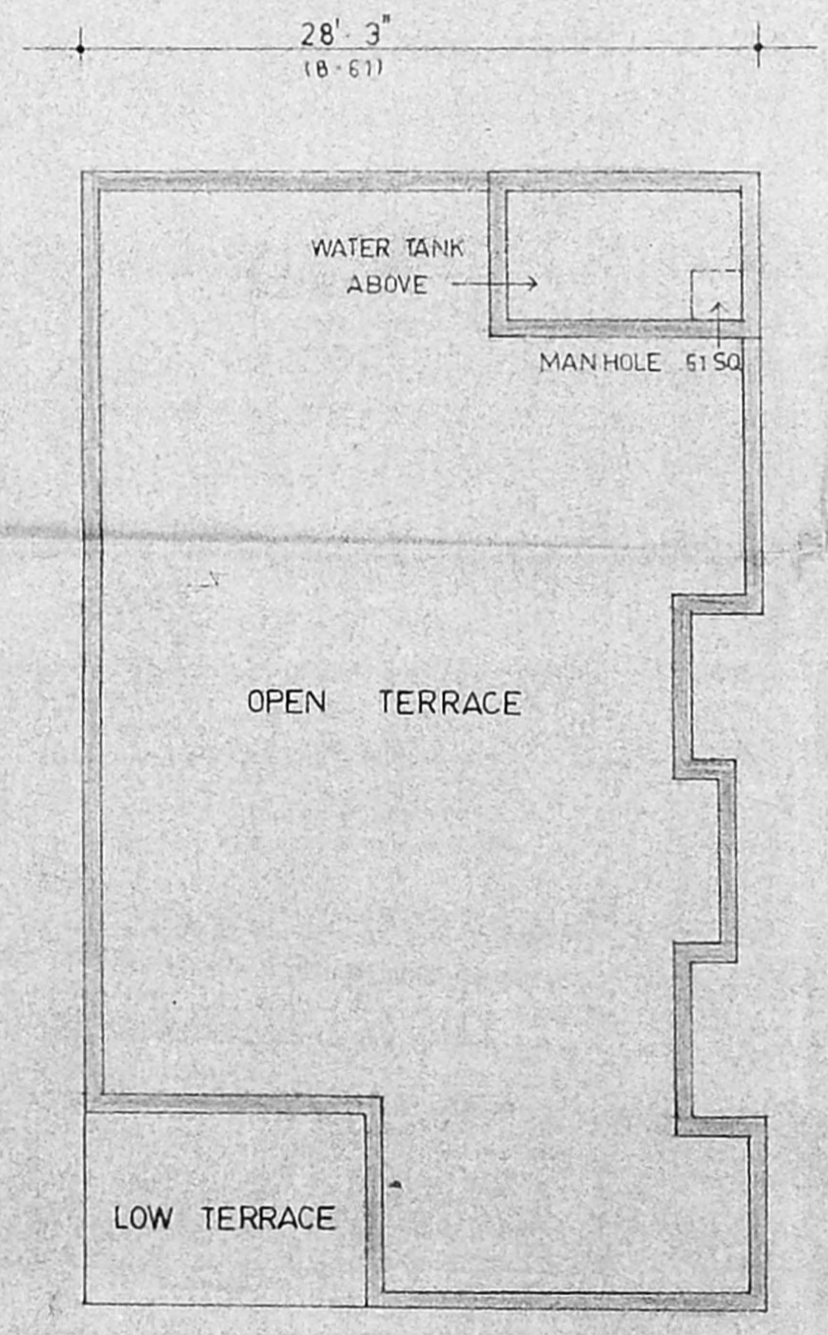 28'- 3"
(8·61)
WATER TANK
ABOVE
MAN HOLE .61 SQ
OPEN TERRACE
LOW TERRACE